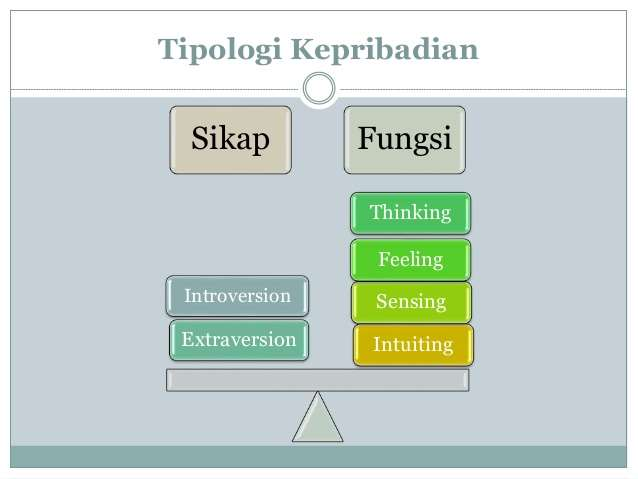 Tipologi Kepribadian
Sikap
Fungsi
Thinking
Feeling
Introversion
Sensing
Extraversion
Intuiting